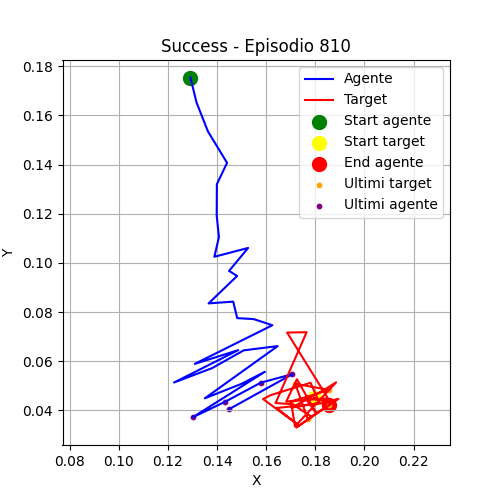 Success - Episodio 810
Agente
Target
Start agente
Start target
End agente
Ultimi target
Ultimi agente
0.18
0.16
0.14
0.12
0.10
0.08
0.06
0.04
Y
0.08 0.10 0.12 0.14 0.16 0.18 0.20 0.22
X